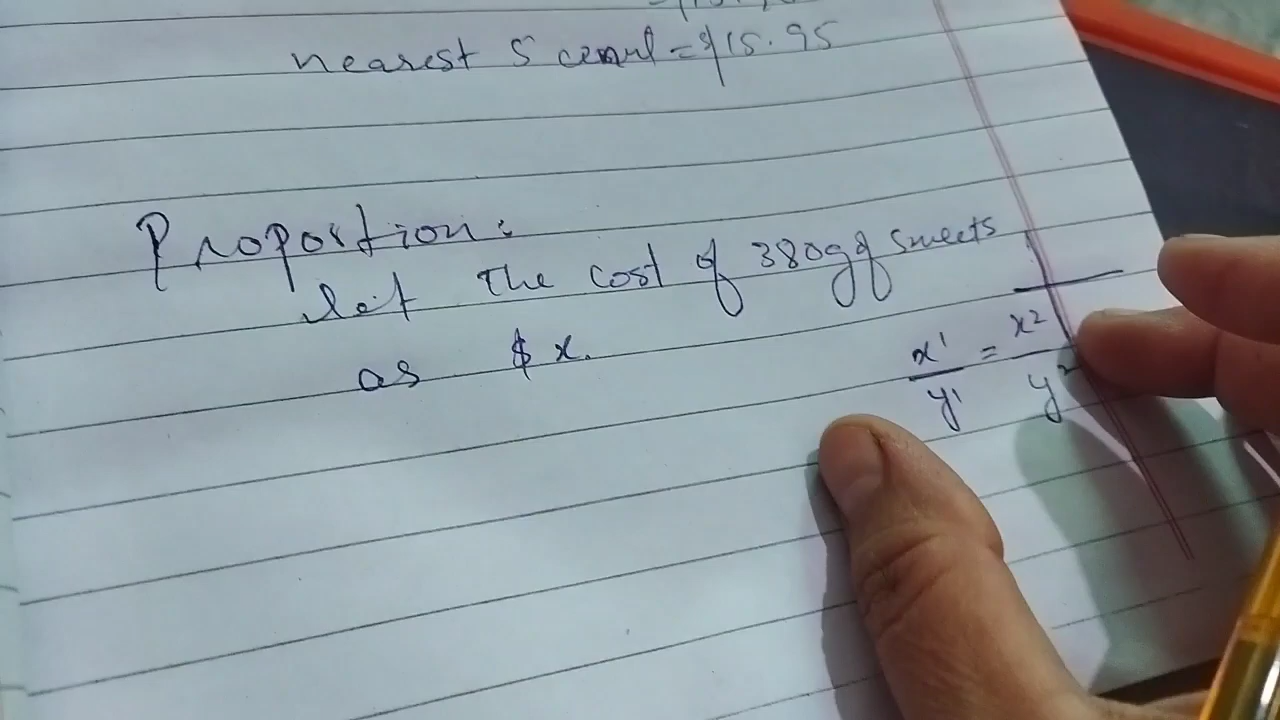 nearest 5 cent = $15.95
Proportion:
let The cost of 380g of sweets
as $ x.
x1 = x2
y1 y2